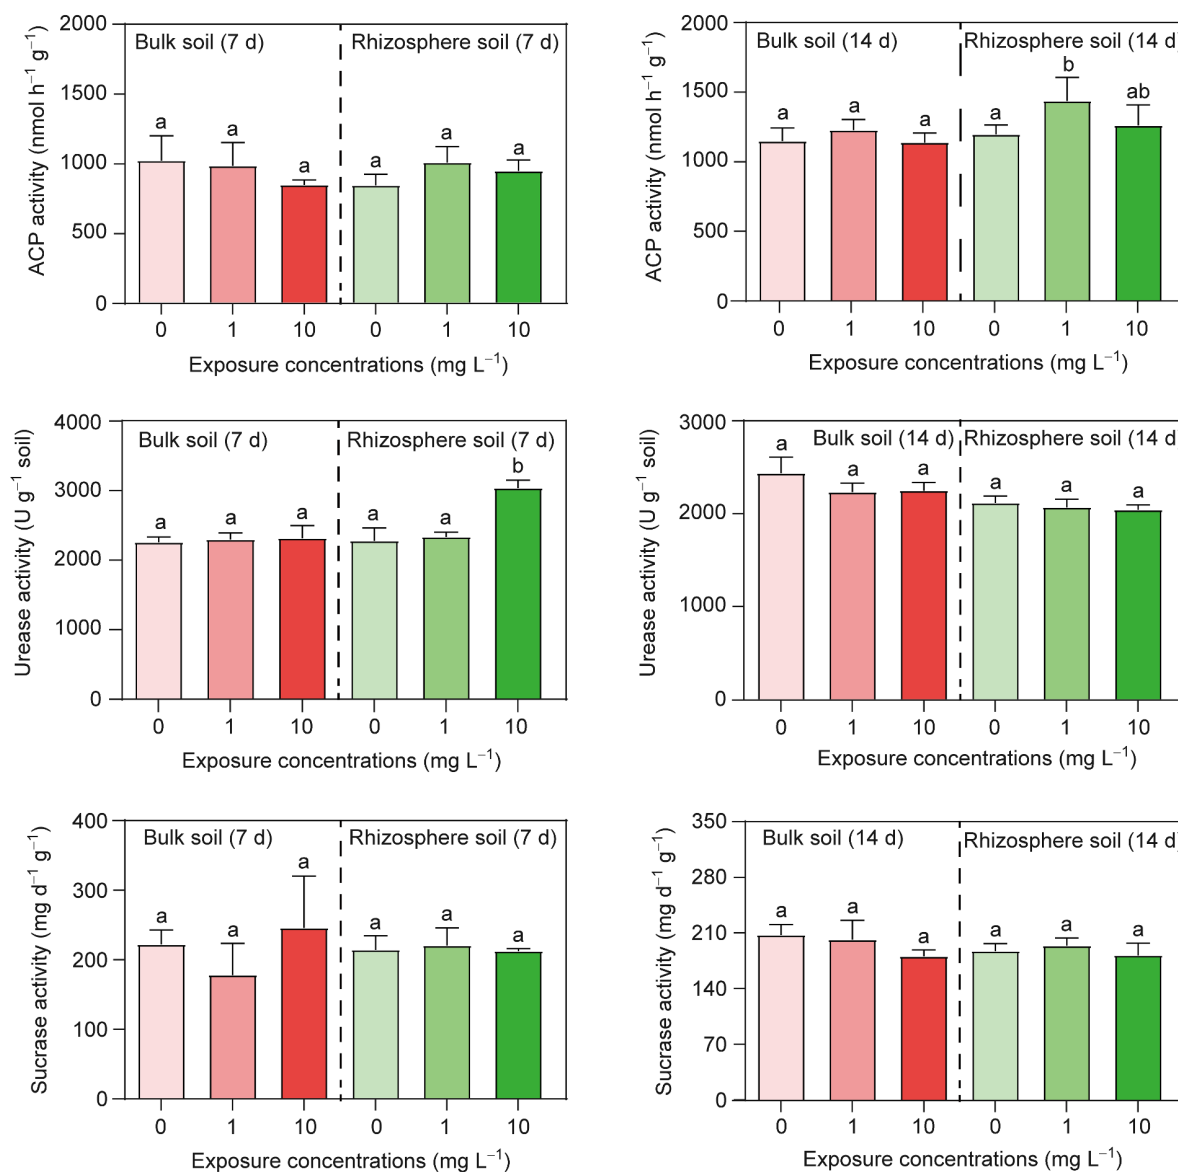 ACP activity (nmol h⁻¹ g⁻¹)
2000
1500
1000
500
0
Bulk soil (7 d)
Rhizosphere soil (7 d)
a
a
a
a
a
a
0
1
10
0
1
10
Exposure concentrations (mg L⁻¹)
ACP activity (nmol h⁻¹ g⁻¹)
2000
1500
1000
500
0
Bulk soil (14 d)
Rhizosphere soil (14 d)
a
a
a
a
b
ab
0
1
10
0
1
10
Exposure concentrations (mg L⁻¹)
Urease activity (U g⁻¹ soil)
4000
3000
2000
1000
0
Bulk soil (7 d)
Rhizosphere soil (7 d)
a
a
a
a
a
b
0
1
10
0
1
10
Exposure concentrations (mg L⁻¹)
Urease activity (U g⁻¹ soil)
3000
2000
1000
0
Bulk soil (14 d)
Rhizosphere soil (14 d)
a
a
a
a
a
a
0
1
10
0
1
10
Exposure concentrations (mg L⁻¹)
Sucrase activity (mg d⁻¹ g⁻¹)
400
300
200
100
0
Bulk soil (7 d)
Rhizosphere soil (7 d)
a
a
a
a
a
a
0
1
10
0
1
10
Exposure concentrations (mg L⁻¹)
Sucrase activity (mg d⁻¹ g⁻¹)
350
280
210
140
70
0
Bulk soil (14 d)
Rhizosphere soil (14 d)
a
a
a
a
a
a
0
1
10
0
1
10
Exposure concentrations (mg L⁻¹)